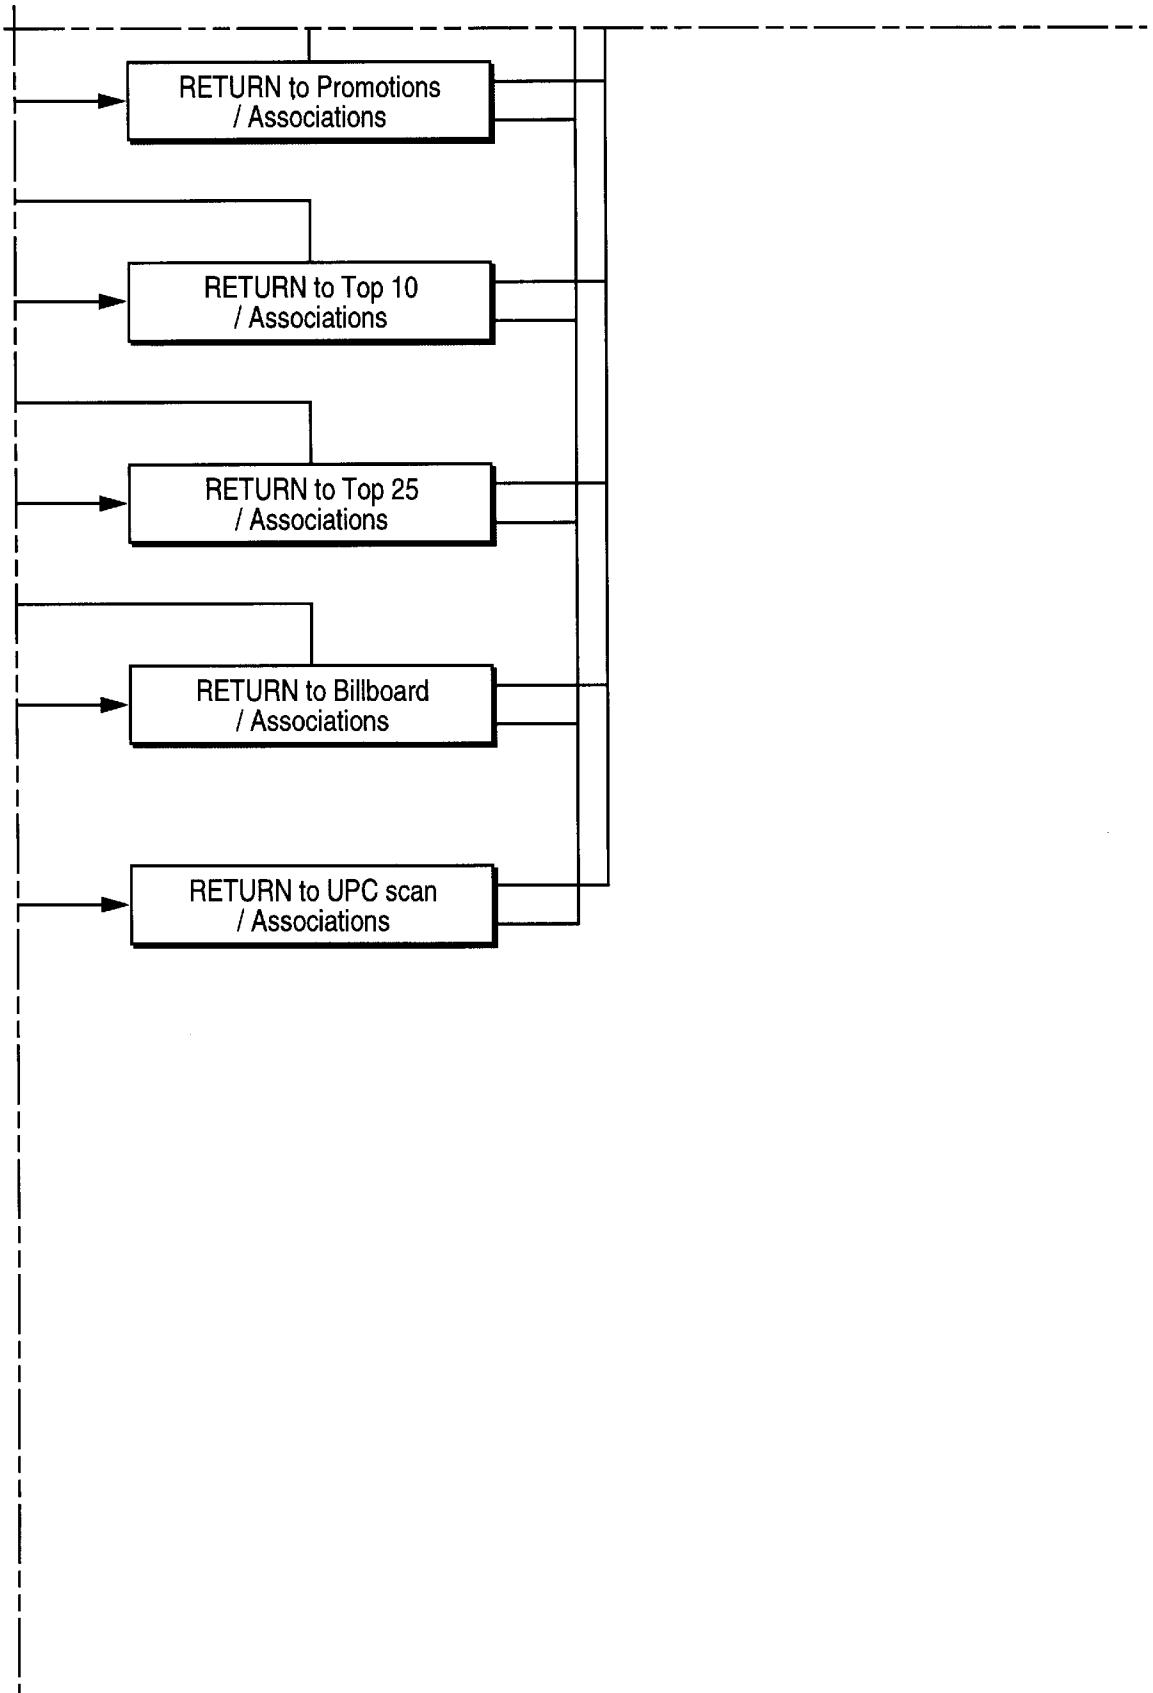 RETURN to Promotions
/ Associations
RETURN to Top 10
/ Associations
RETURN to Top 25
/ Associations
RETURN to Billboard
/ Associations
RETURN to UPC scan
/ Associations